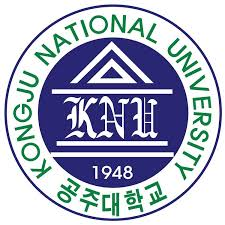 KONGJU NATIONAL UNIVERSITY
KNU
1948
공주대학교